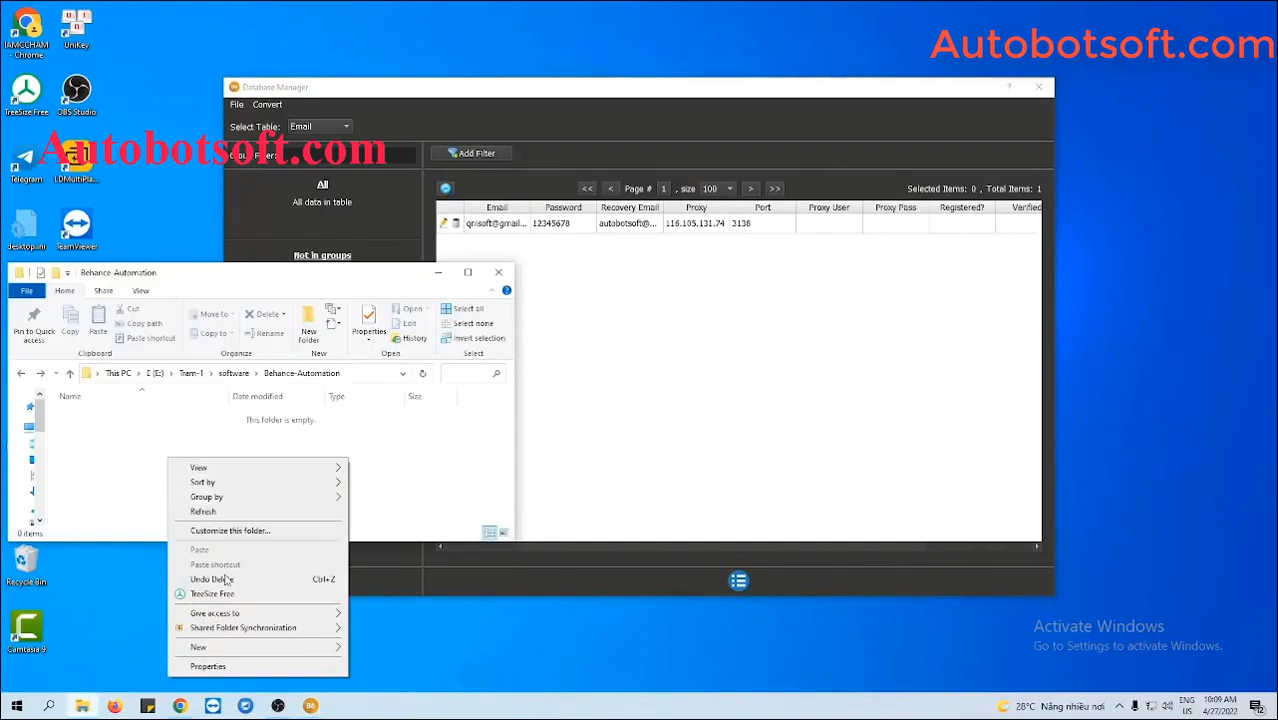 Autobotsoft.com
IAMCCHAM - Chrome
UniKey
TreeSize Free
OBS Studio
Telegram
LDMultiPla...
desktop.ini
TeamViewer
Recycle Bin
Camtasia 9
Database Manager
?
File Convert
Select Table: Email
Autobotsoft.com
Add Filter
All
All data in table
Not in groups
<< < Page # 1 , size 100 > >>
Selected Items: 0 , Total Items: 1
Email Password Recovery Email Proxy Port Proxy User Proxy Pass Registered? Verified
qnisoft@gmail... 12345678 autobotsoft@... 116.105.131.74 3138
Behance-Automation
File Home Share View
Pin to Quick access
Copy
Paste
Cut
Copy path
Paste shortcut
Clipboard
Move to
Copy to
Delete
Rename
Organize
New folder
New
Properties
Open
Edit
History
Open
Select all
Select none
Invert selection
Select
This PC > E (E:) > Tram-1 > software > Behance-Automation
Name Date modified Type Size
This folder is empty.
0 items
View
Sort by
Group by
Refresh
Customize this folder...
Paste
Paste shortcut
Undo Delete Ctrl+Z
TreeSize Free
Give access to
Shared Folder Synchronization
New
Properties
Activate Windows
Go to Settings to activate Windows.
28°C Nắng nhiều nơi
ENG
US
10:09 AM
4/27/2022
12